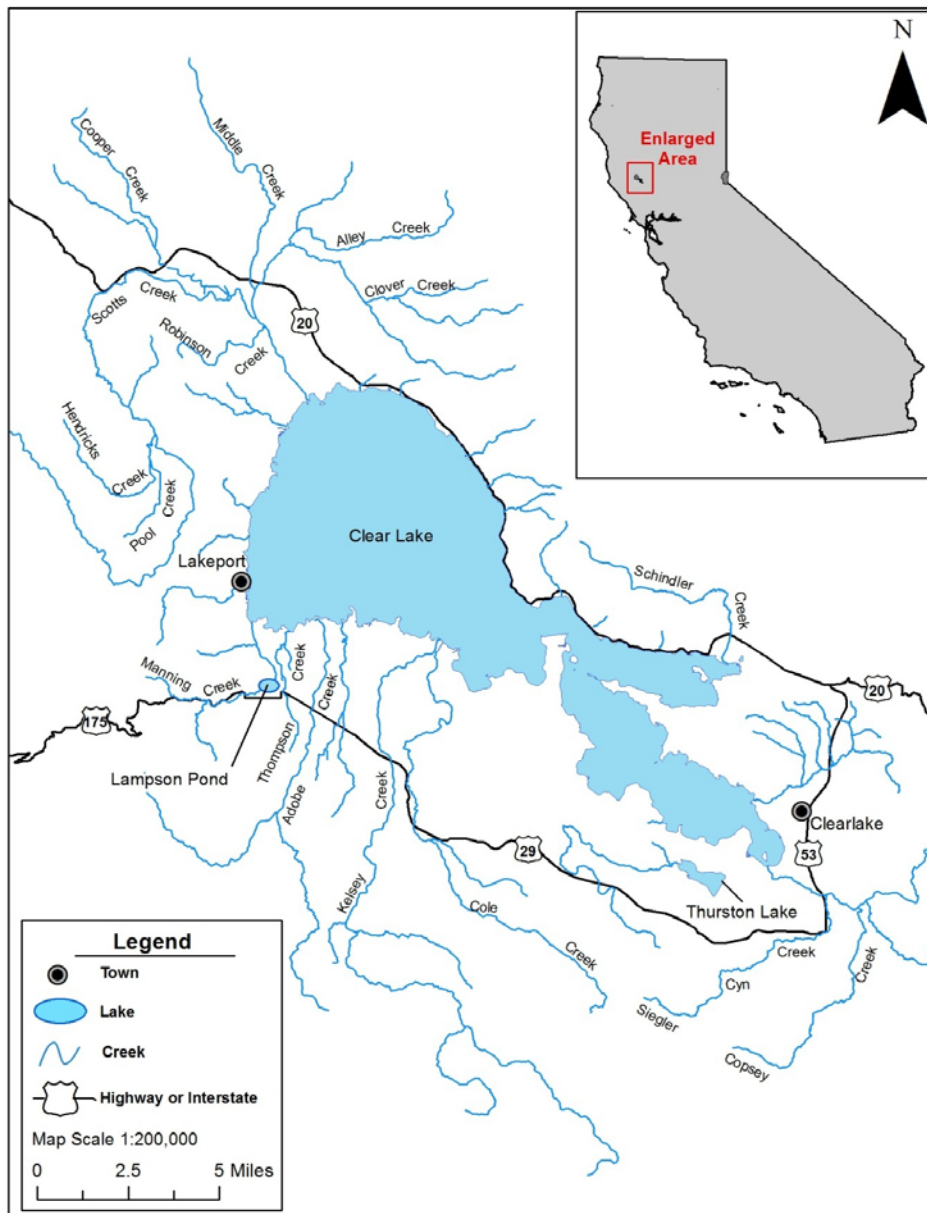 N
Enlarged
Area
Cooper
Creek
Middle
Creek
Alley Creek
Clover Creek
Scotts
Creek
20
Robinson
Creek
Hendricks
Creek
Pool
Creek
Clear Lake
Lakeport
Schindler
Creek
Manning
Creek
Creek
Creek
20
175
Lampson Pond
Thompson
Adobe
Creek
Clearlake
53
29
Thurston Lake
Kelsey
Cole
Creek
Creek
Cyn
Siegler
Creek
Copsey
Legend
Town
Lake
Creek
Highway or Interstate
Map Scale 1:200,000
0 2.5 5 Miles